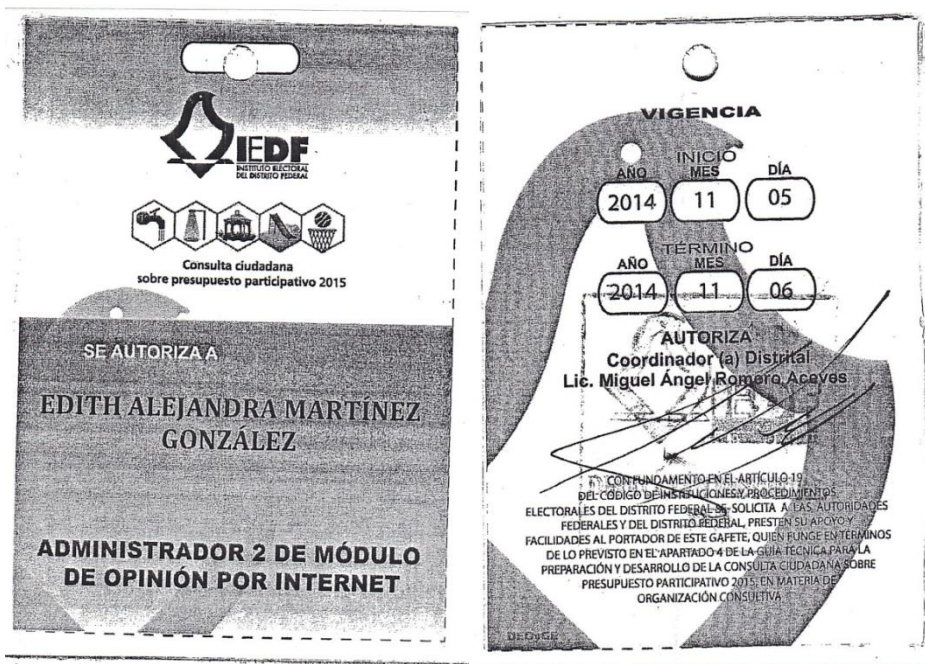 IEDF
INSTITUTO ELECTORAL
DEL DISTRITO FEDERAL
Consulta ciudadana
sobre presupuesto participativo 2015
SE AUTORIZA A
EDITH ALEJANDRA MARTÍNEZ
GONZÁLEZ
ADMINISTRADOR 2 DE MÓDULO
DE OPINIÓN POR INTERNET
VIGENCIA
INICIO
AÑO MES DÍA
2014 11 05
TÉRMINO
AÑO MES DÍA
2014 11 06
AUTORIZA
Coordinador (a) Distrital
Lic. Miguel Ángel Romero Aceves
CON FUNDAMENTO EN EL ARTÍCULO 19
DEL CÓDIGO DE INSTITUCIONES Y PROCEDIMIENTOS
ELECTORALES DEL DISTRITO FEDERAL SE SOLICITA A LAS AUTORIDADES
FEDERALES Y DEL DISTRITO FEDERAL, PRESTEN SU APOYO Y
FACILIDADES AL PORTADOR DE ESTE GAFETE, QUIEN FUNGE EN TÉRMINOS
DE LO PREVISTO EN EL APARTADO 4 DE LA GUÍA TÉCNICA PARA LA
PREPARACIÓN Y DESARROLLO DE LA CONSULTA CIUDADANA SOBRE
PRESUPUESTO PARTICIPATIVO 2015, EN MATERIA DE
ORGANIZACIÓN CONSULTIVA